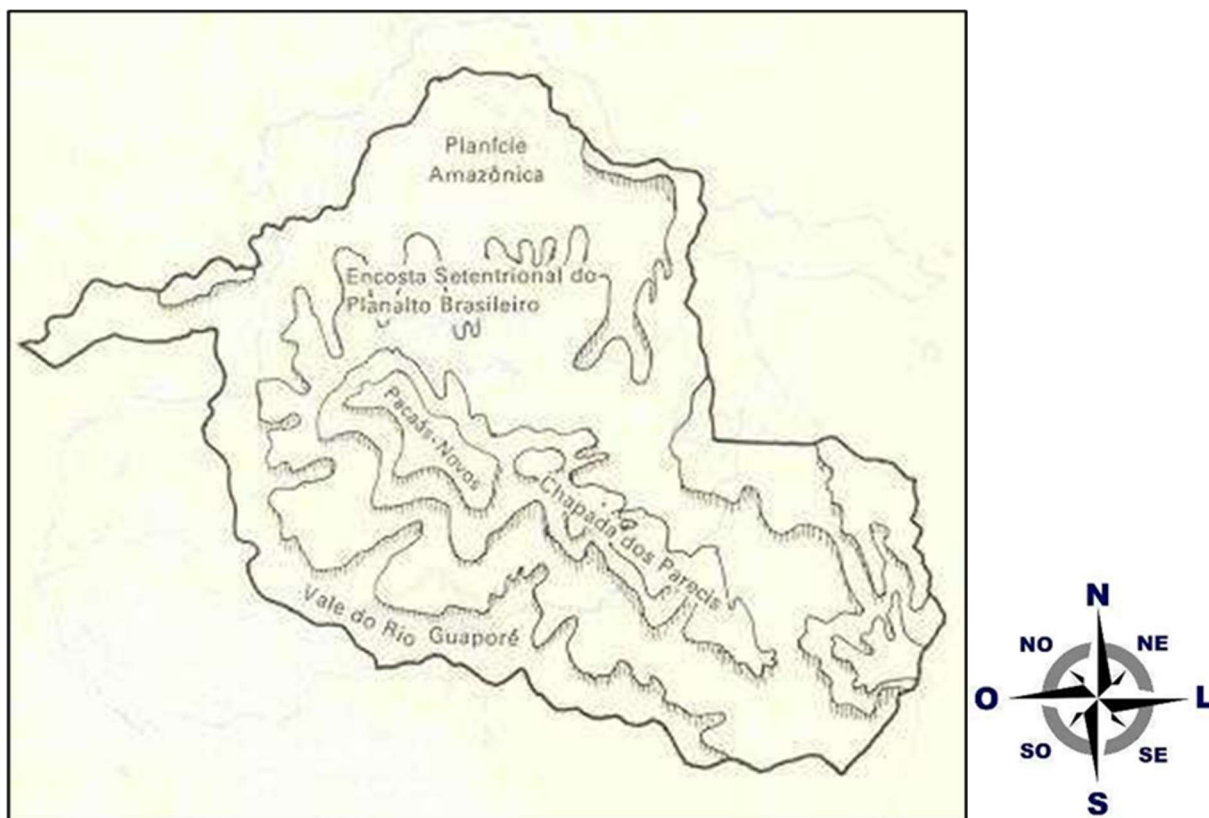 Planície
Amazônica
Encosta Setentrional do
Planalto Brasileiro
Pacaás-Novos
Chapada dos Parecis
Vale do Rio Guaporé
N
NO
NE
O
L
SO
SE
S